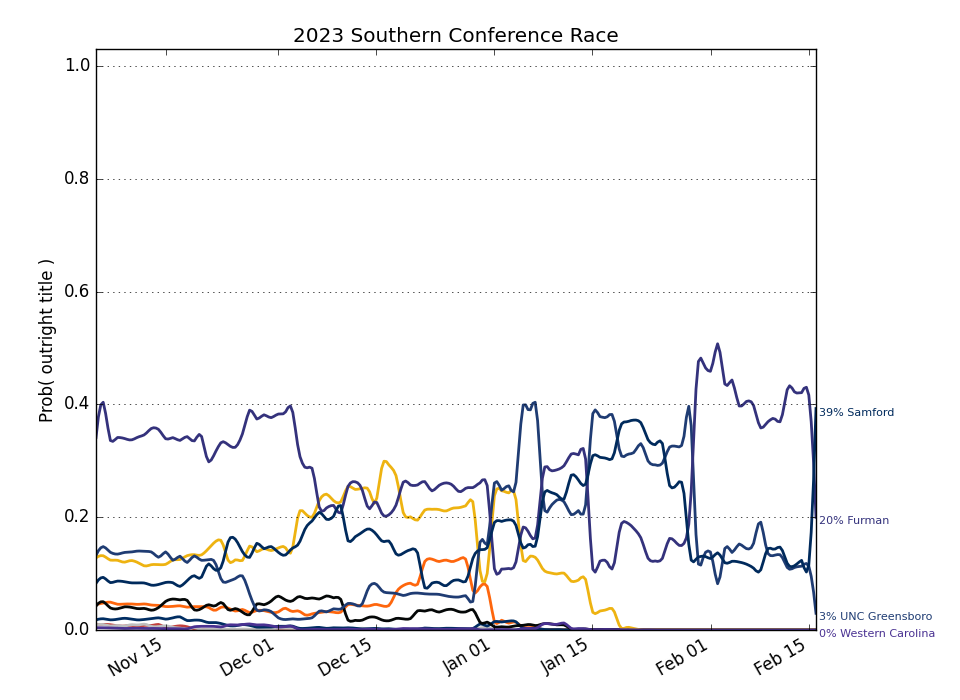 2023 Southern Conference Race
Prob( outright title )
1.0
0.8
0.6
0.4
0.2
0.0
39% Samford
20% Furman
3% UNC Greensboro
0% Western Carolina
Nov 15
Dec 01
Dec 15
Jan 01
Jan 15
Feb 01
Feb 15